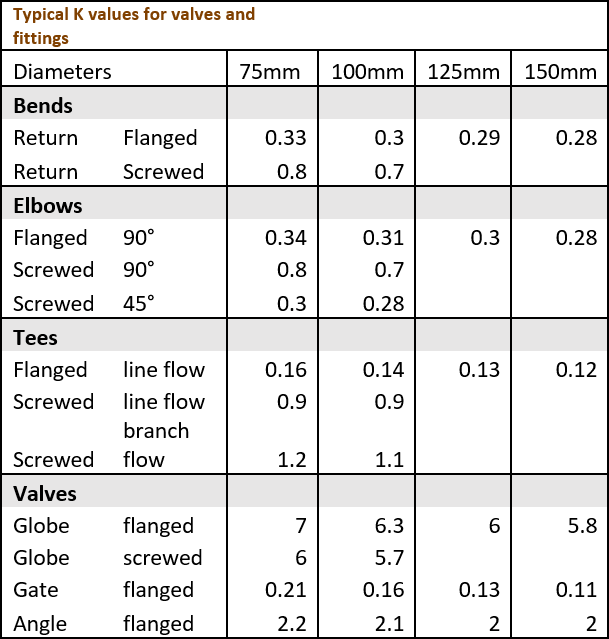 Typical K values for valves and
fittings
Diameters 75mm 100mm 125mm 150mm
Bends
Return Flanged 0.33 0.3 0.29 0.28
Return Screwed 0.8 0.7
Elbows
Flanged 90° 0.34 0.31 0.3 0.28
Screwed 90° 0.8 0.7
Screwed 45° 0.3 0.28
Tees
Flanged line flow 0.16 0.14 0.13 0.12
Screwed line flow 0.9 0.9
branch
Screwed flow 1.2 1.1
Valves
Globe flanged 7 6.3 6 5.8
Globe screwed 6 5.7
Gate flanged 0.21 0.16 0.13 0.11
Angle flanged 2.2 2.1 2 2